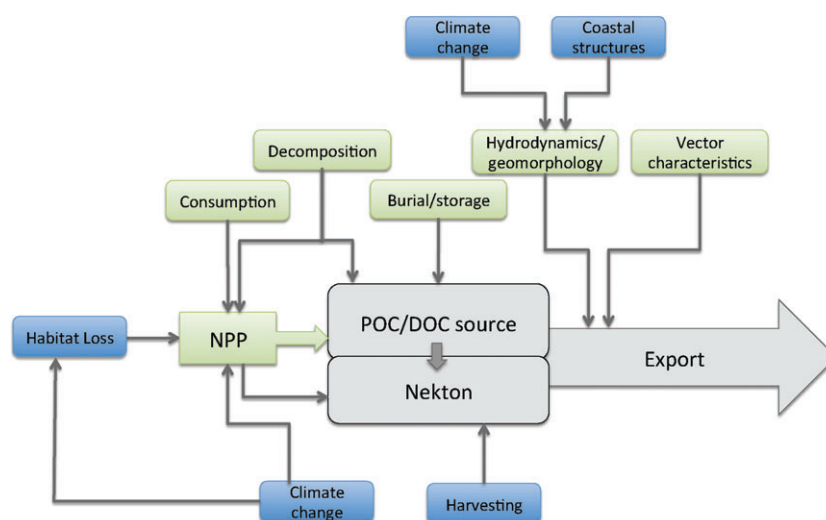 Climate
change
Coastal
structures
Decomposition
Hydrodynamics/
geomorphology
Vector
characteristics
Consumption
Burial/storage
POC/DOC source
Habitat Loss
NPP
Export
Nekton
Climate
change
Harvesting